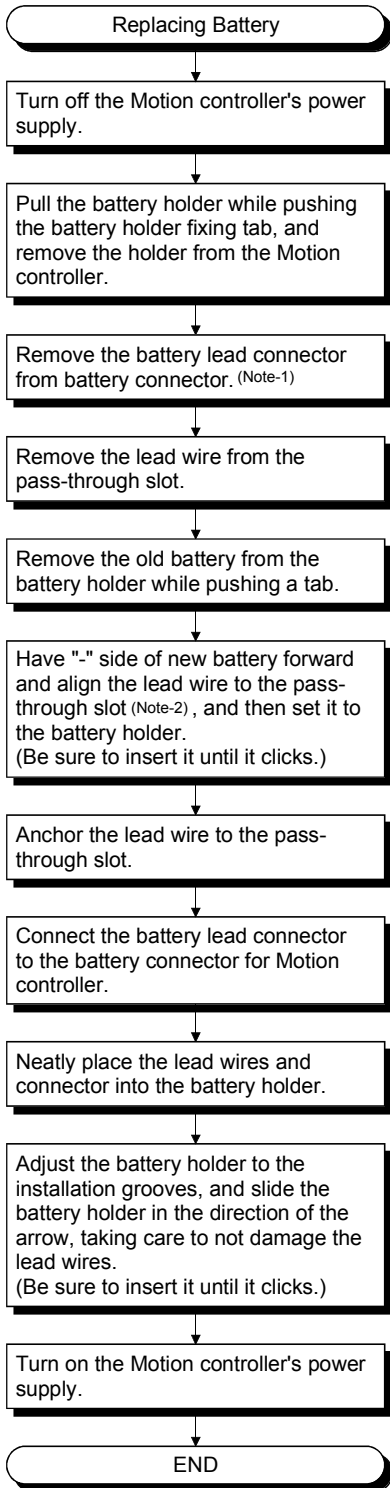 Replacing Battery
Turn off the Motion controller's power
supply.
Pull the battery holder while pushing
the battery holder fixing tab, and
remove the holder from the Motion
controller.
Remove the battery lead connector
from battery connector. (Note-1)
Remove the lead wire from the
pass-through slot.
Remove the old battery from the
battery holder while pushing a tab.
Have "-" side of new battery forward
and align the lead wire to the pass-
through slot (Note-2) , and then set it to
the battery holder.
(Be sure to insert it until it clicks.)
Anchor the lead wire to the pass-
through slot.
Connect the battery lead connector
to the battery connector for Motion
controller.
Neatly place the lead wires and
connector into the battery holder.
Adjust the battery holder to the
installation grooves, and slide the
battery holder in the direction of the
arrow, taking care to not damage the
lead wires.
(Be sure to insert it until it clicks.)
Turn on the Motion controller's power
supply.
END